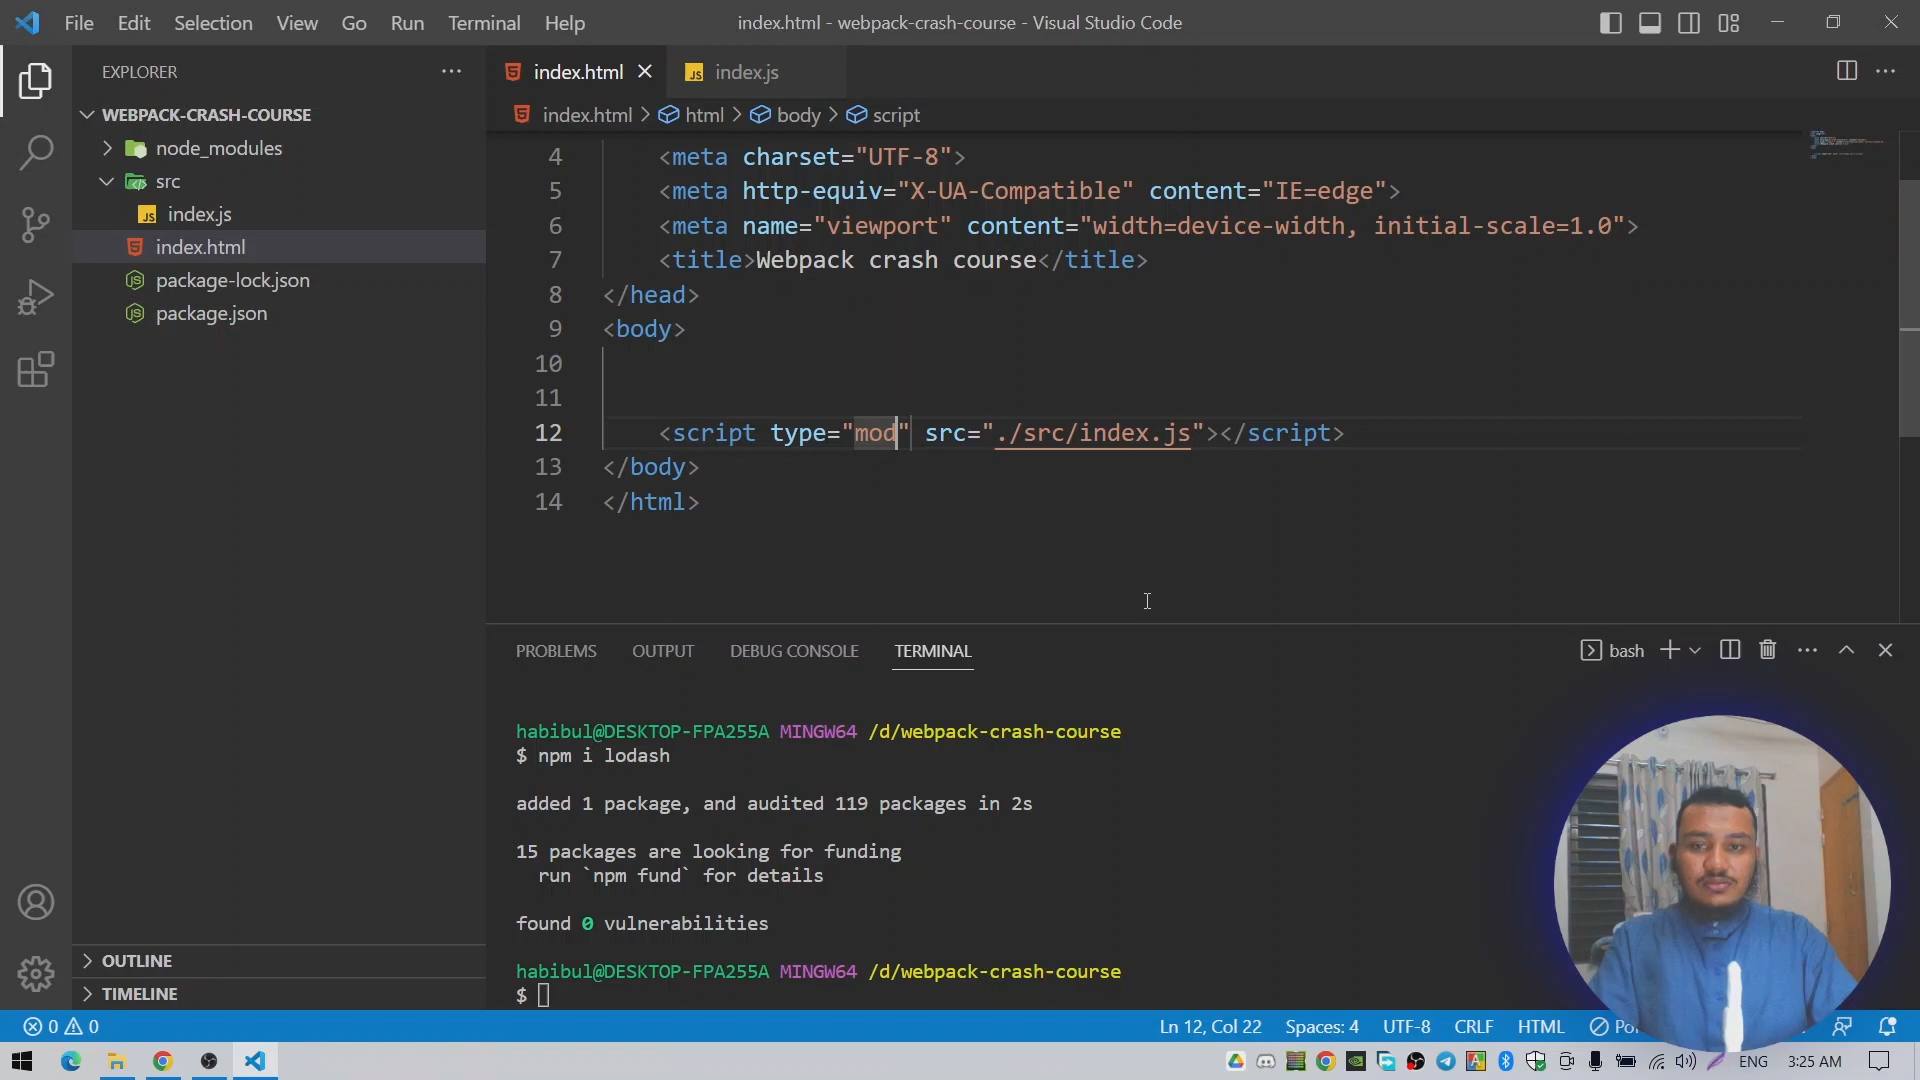 File Edit Selection View Go Run Terminal Help
index.html - webpack-crash-course - Visual Studio Code
EXPLORER
WEBPACK-CRASH-COURSE
node_modules
src
JS index.js
index.html
package-lock.json
package.json
OUTLINE
TIMELINE
index.html
JS index.js
index.html > html > body > script
4 <meta charset="UTF-8">
5 <meta http-equiv="X-UA-Compatible" content="IE=edge">
6 <meta name="viewport" content="width=device-width, initial-scale=1.0">
7 <title>Webpack crash course</title>
8 </head>
9 <body>
10
11
12 <script type="mod" src="./src/index.js"></script>
13 </body>
14 </html>
PROBLEMS OUTPUT DEBUG CONSOLE TERMINAL
bash
habibul@DESKTOP-FPA255A MINGW64 /d/webpack-crash-course
$ npm i lodash
added 1 package, and audited 119 packages in 2s
15 packages are looking for funding
run `npm fund` for details
found 0 vulnerabilities
habibul@DESKTOP-FPA255A MINGW64 /d/webpack-crash-course
$
0 0
Ln 12, Col 22 Spaces: 4 UTF-8 CRLF HTML
ENG 3:25 AM